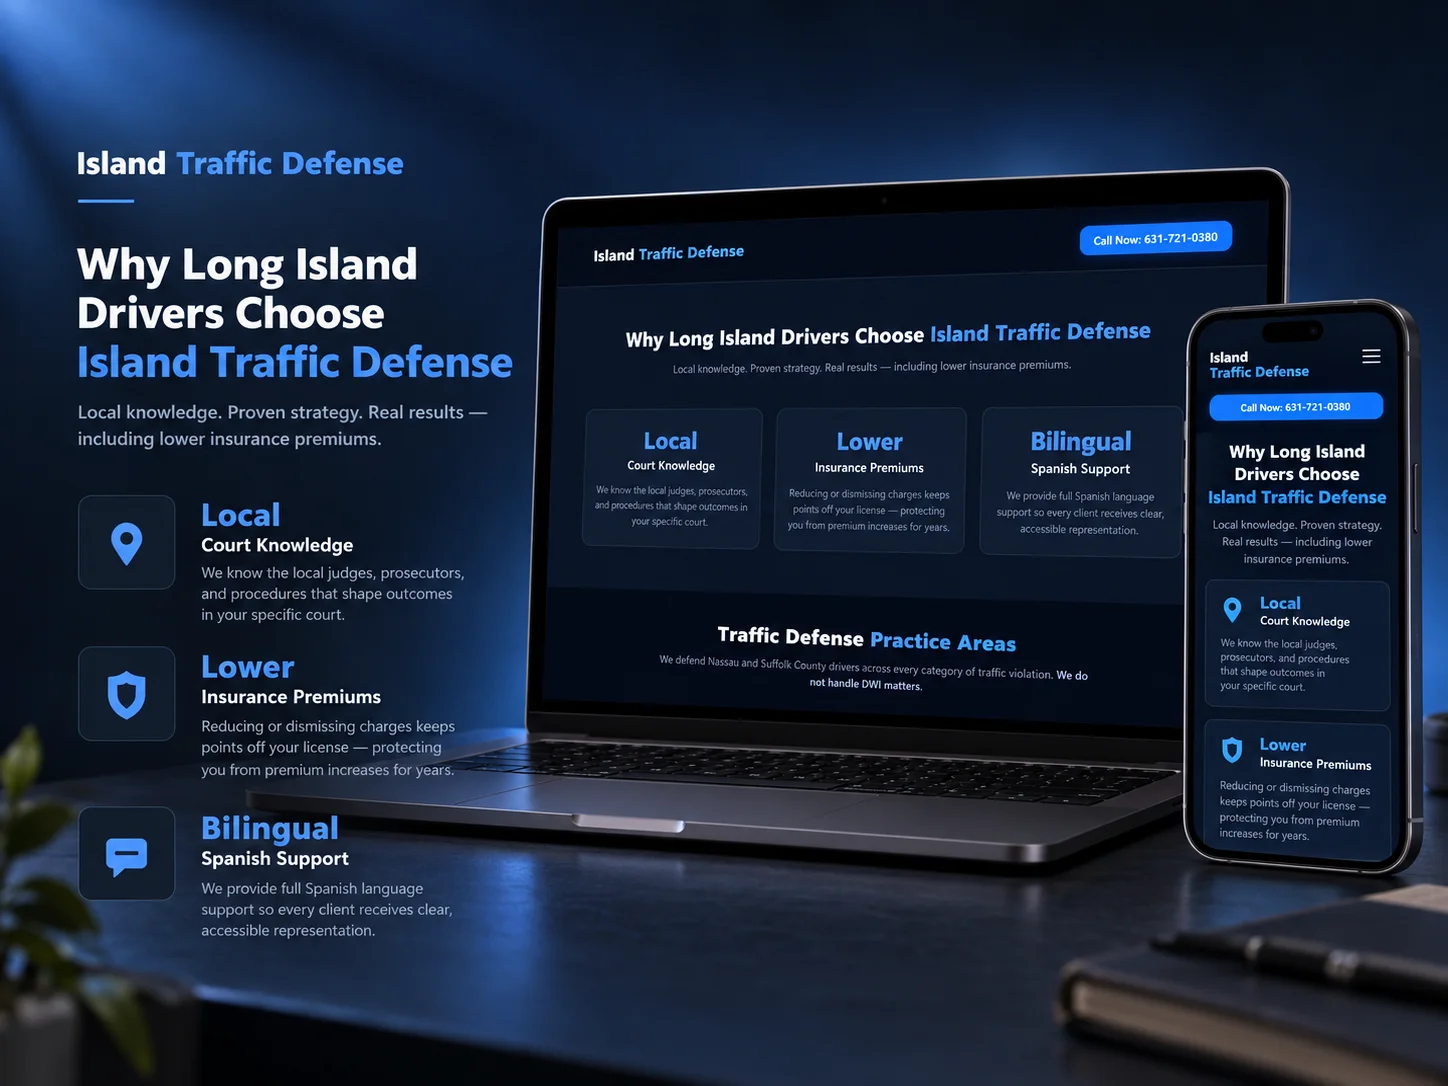 Island Traffic Defense
Why Long Island
Drivers Choose
Island Traffic Defense
Local knowledge. Proven strategy. Real results —
including lower insurance premiums.
Local
Court Knowledge
We know the local judges, prosecutors,
and procedures that shape outcomes
in your specific court.
Lower
Insurance Premiums
Reducing or dismissing charges keeps
points off your license — protecting
you from premium increases for years.
Bilingual
Spanish Support
We provide full Spanish language
support so every client receives clear,
accessible representation.
Island Traffic Defense
Call Now: 631-721-0380
Why Long Island Drivers Choose Island Traffic Defense
Local knowledge. Proven strategy. Real results — including lower insurance premiums.
Local
Court Knowledge
We know the local judges, prosecutors,
and procedures that shape outcomes in
your specific court.
Lower
Insurance Premiums
Reducing or dismissing charges keeps
points off your license — protecting
you from premium increases for years.
Bilingual
Spanish Support
We provide full Spanish language
support so every client receives clear,
accessible representation.
Traffic Defense Practice Areas
We defend Nassau and Suffolk County drivers across every category of traffic violation. We do
not handle DWI matters.
Island
Traffic Defense
Call Now: 631-721-0380
Why Long Island
Drivers Choose
Island Traffic Defense
Local knowledge. Proven strategy.
Real results — including lower
insurance premiums.
Local
Court Knowledge
We know the local judges,
prosecutors, and procedures
that shape outcomes in
your specific court.
Lower
Insurance Premiums
Reducing or dismissing charges
keeps points off your license —
protecting you from premium
increases for years.